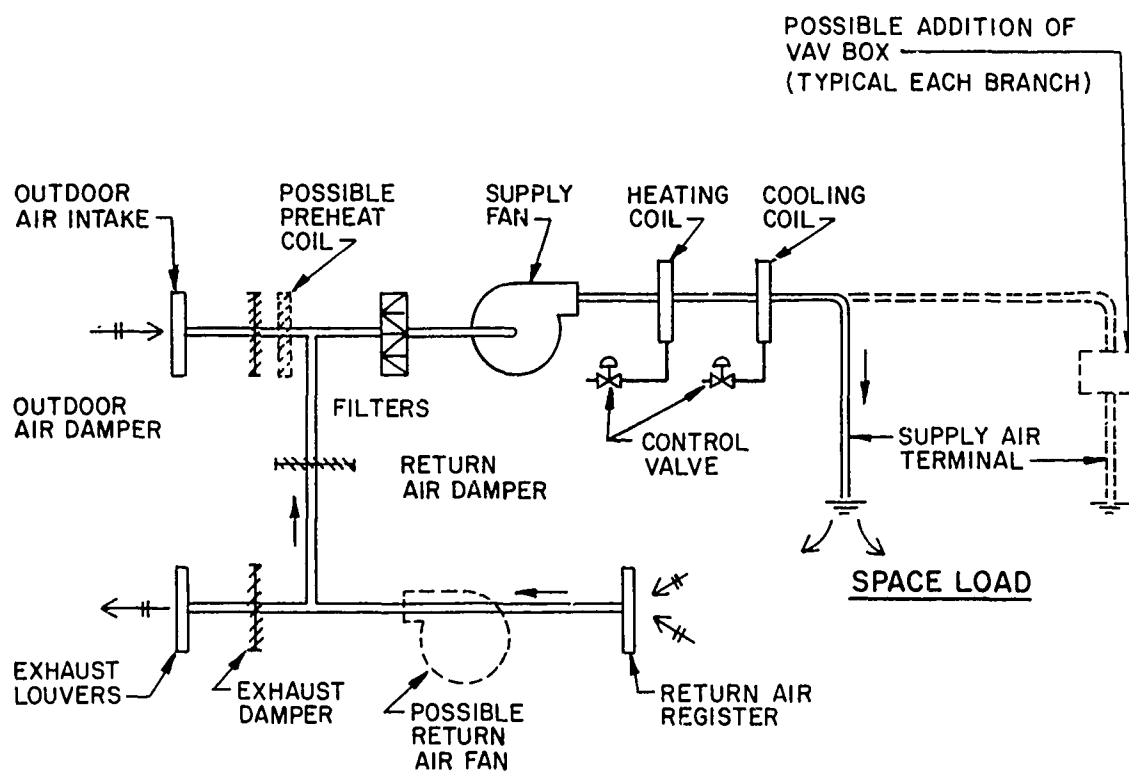 POSSIBLE ADDITION OF
VAV BOX
(TYPICAL EACH BRANCH)
OUTDOOR
AIR INTAKE
POSSIBLE
PREHEAT
COIL
SUPPLY
FAN
HEATING
COIL
COOLING
COIL
OUTDOOR
AIR DAMPER
FILTERS
RETURN
AIR DAMPER
CONTROL
VALVE
SUPPLY AIR
TERMINAL
SPACE LOAD
EXHAUST
LOUVERS
EXHAUST
DAMPER
POSSIBLE
RETURN
AIR FAN
RETURN AIR
REGISTER